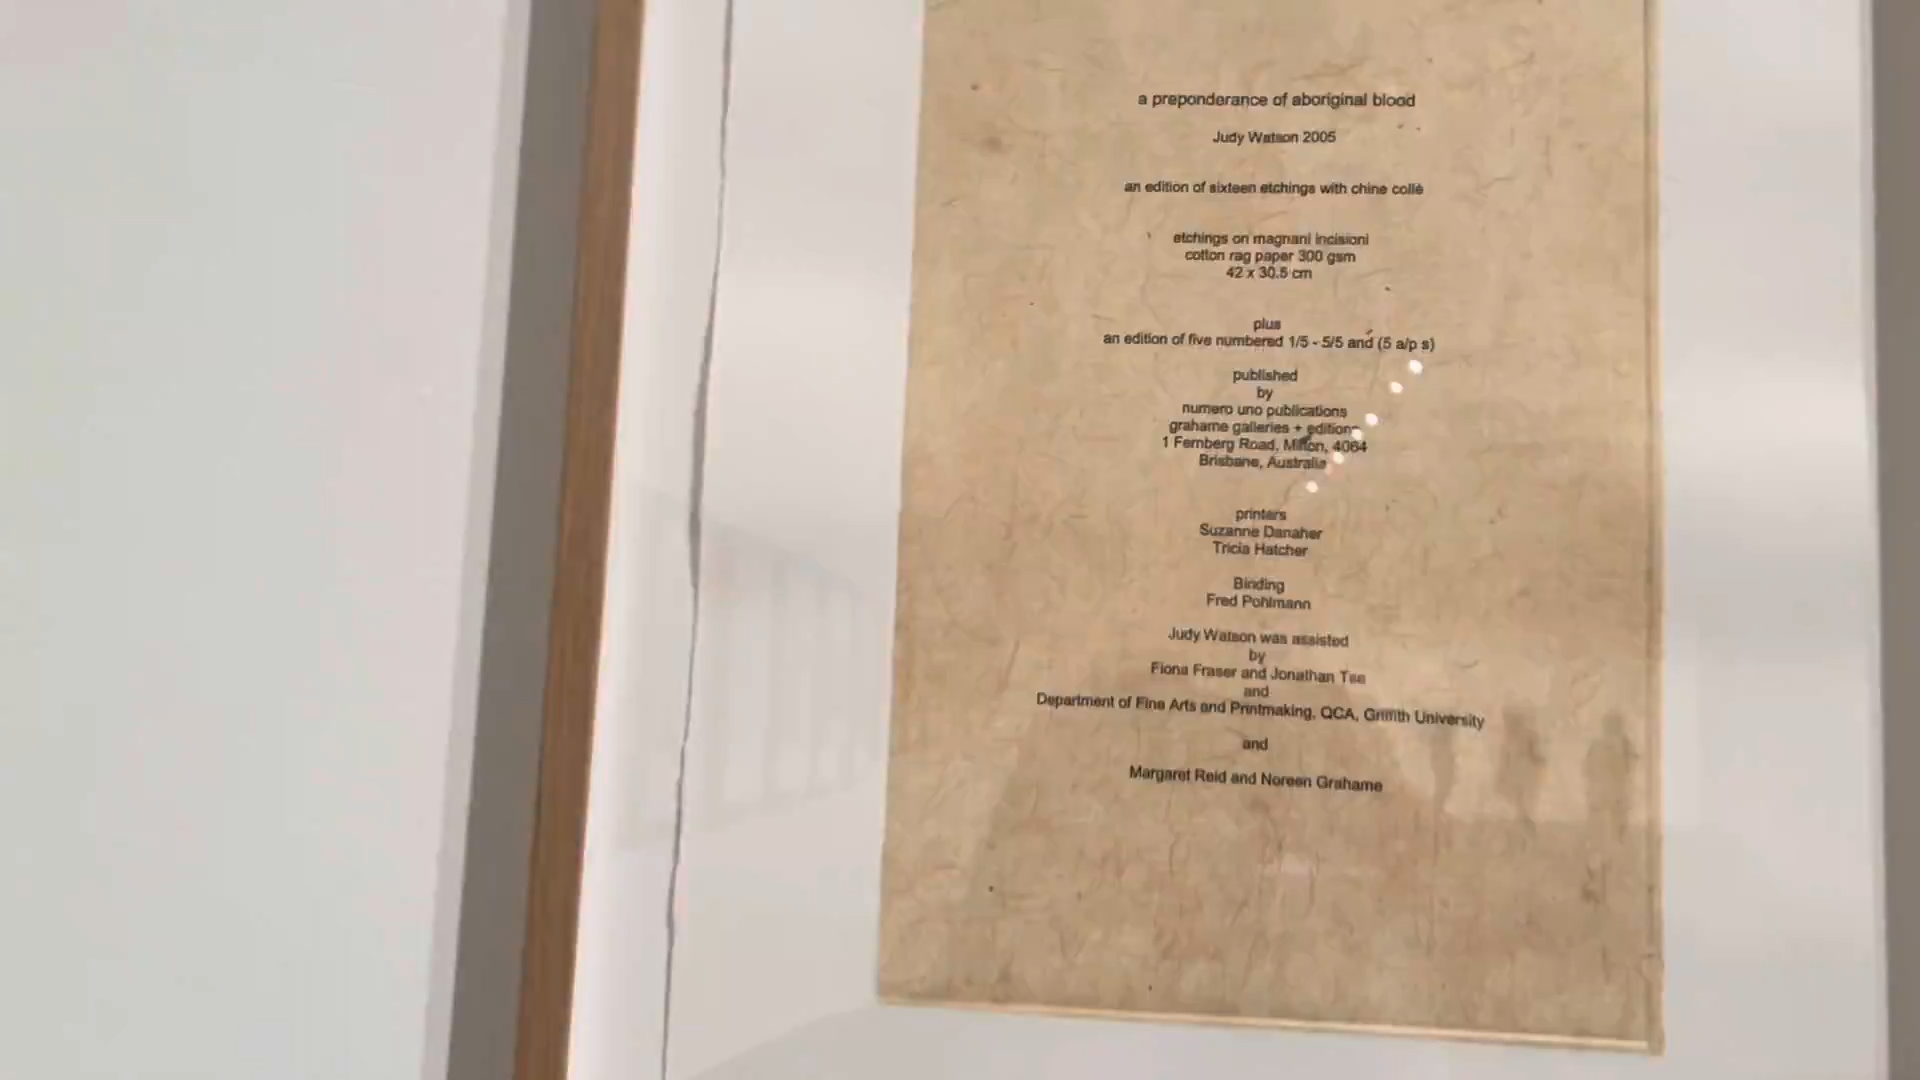 a preponderance of aboriginal blood
Judy Watson 2005
an edition of sixteen etchings with chine collè
etchings on magnani incisioni
cotton rag paper 300 gsm
42 x 30.5 cm
plus
an edition of five numbered 1/5 - 5/5 and (5 a/p s)
published
by
numero uno publications
grahame galleries + editions
1 Fernberg Road, Milton, 4064
Brisbane, Australia
printers
Suzanne Danaher
Tricia Hatcher
Binding
Fred Pohlmann
Judy Watson was assisted
by
Fiona Fraser and Jonathan Tse
and
Department of Fine Arts and Printmaking, QCA, Griffith University
and
Margaret Reid and Noreen Grahame